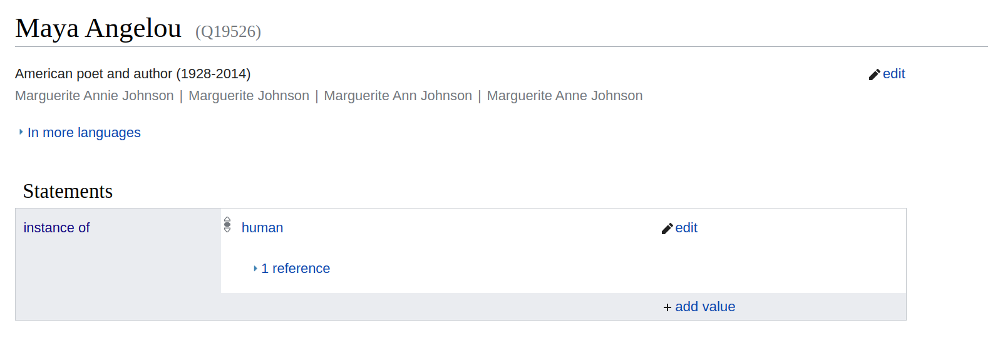 Maya Angelou (Q19526)
American poet and author (1928-2014)
edit
Marguerite Annie Johnson | Marguerite Johnson | Marguerite Ann Johnson | Marguerite Anne Johnson
In more languages
Statements
instance of
human
edit
1 reference
+ add value